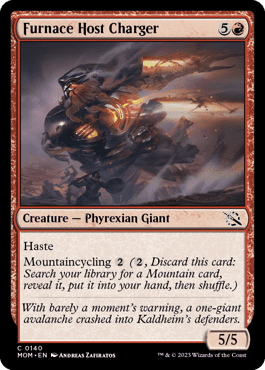 Furnace Host Charger 5
Creature — Phyrexian Giant
Haste
Mountaincycling 2 (2, Discard this card:
Search your library for a Mountain card,
reveal it, put it into your hand, then shuffle.)
With barely a moment's warning, a one-giant
avalanche crashed into Kaldheim's defenders.
5/5
C 0140
MOM • EN Andreas Zafiratos
™ & © 2023 Wizards of the Coast